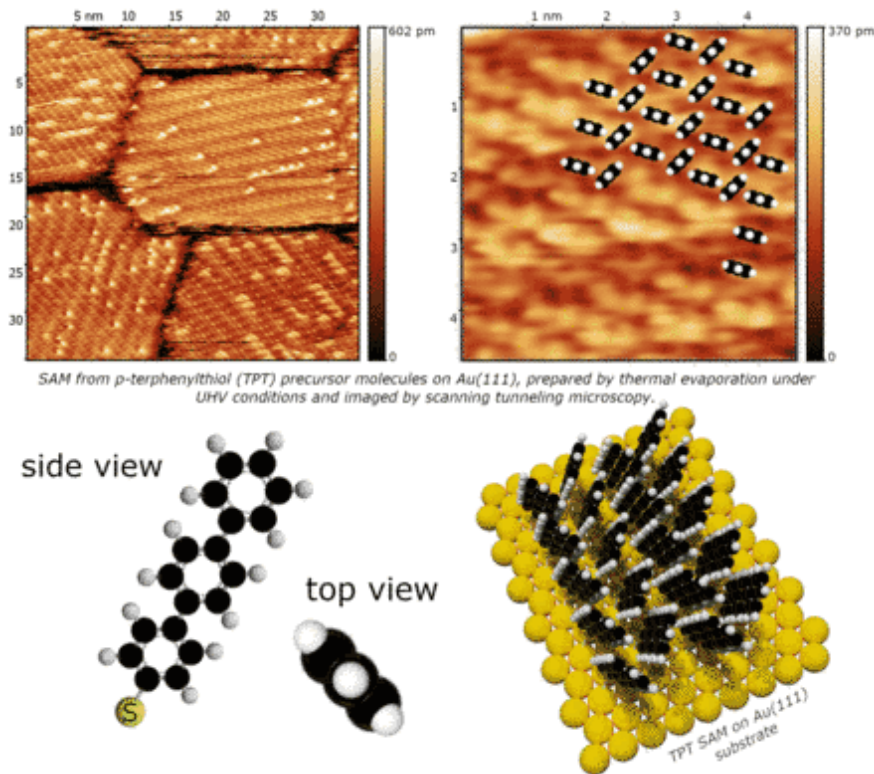 5 nm 10 15 20 25 30
602 pm
5
10
15
20
25
30
0
1 nm 2 3 4
370 pm
1
2
3
4
0
SAM from p-terphenylthiol (TPT) precursor molecules on Au(111), prepared by thermal evaporation under
UHV conditions and imaged by scanning tunneling microscopy.
side view
top view
S
TPT SAM on Au(111)
substrate